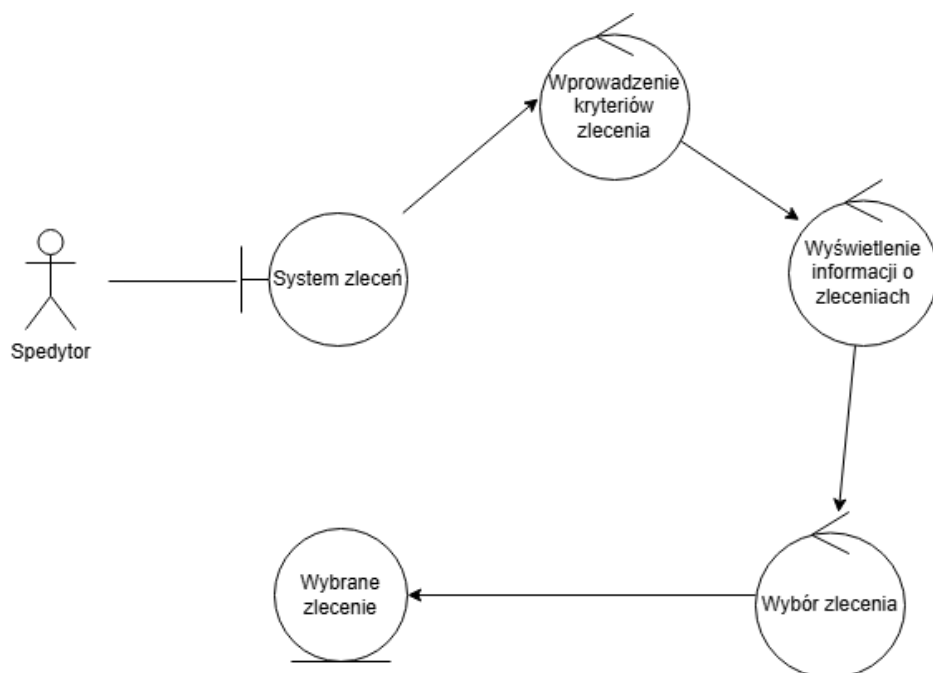 Wprowadzenie
kryteriów
zlecenia
Wyświetlenie
informacji o
zleceniach
System zleceń
Spedytor
Wybrane
zlecenie
Wybór zlecenia